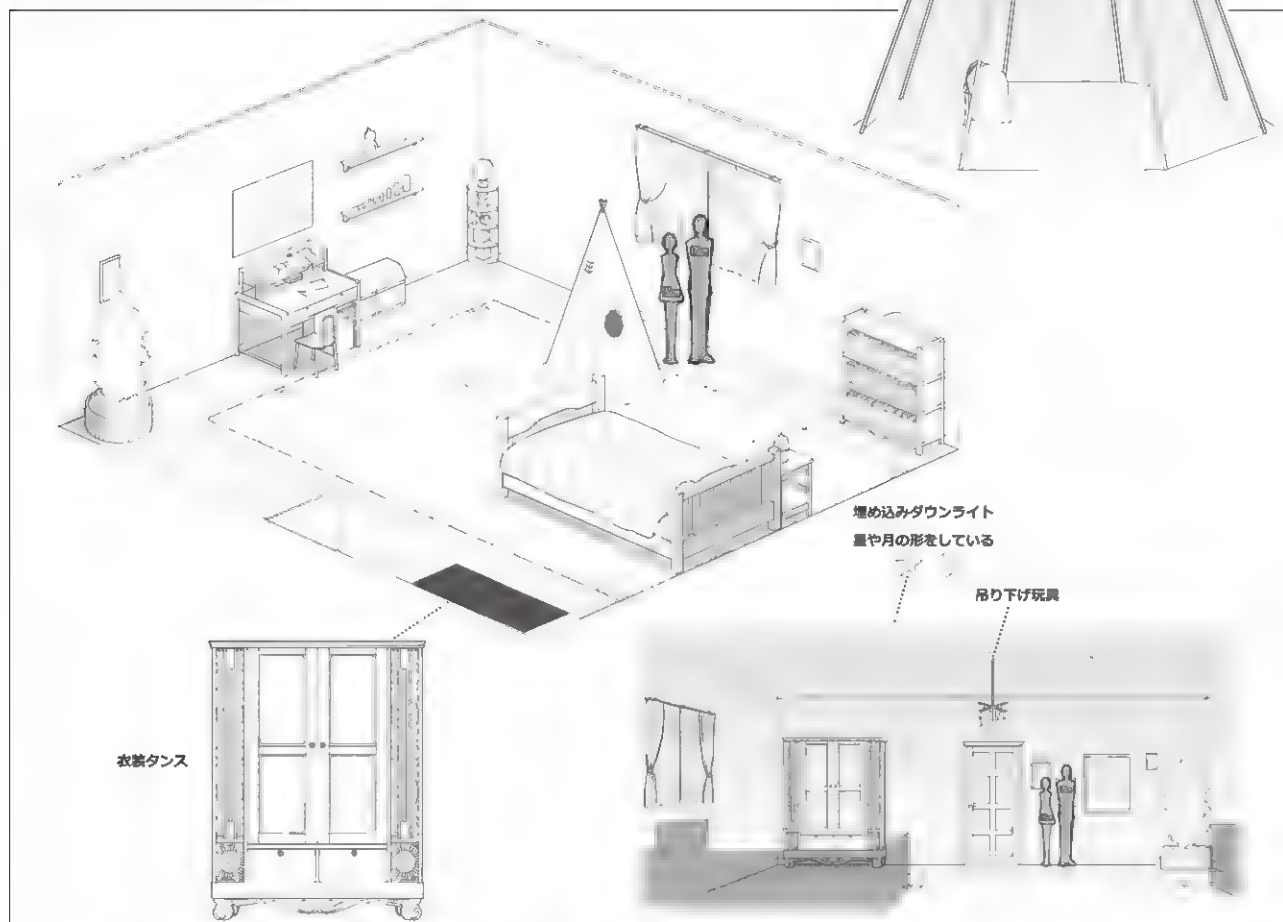 埋め込みダウンライト
星や月の形をしている
吊り下げ玩具
衣装タンス